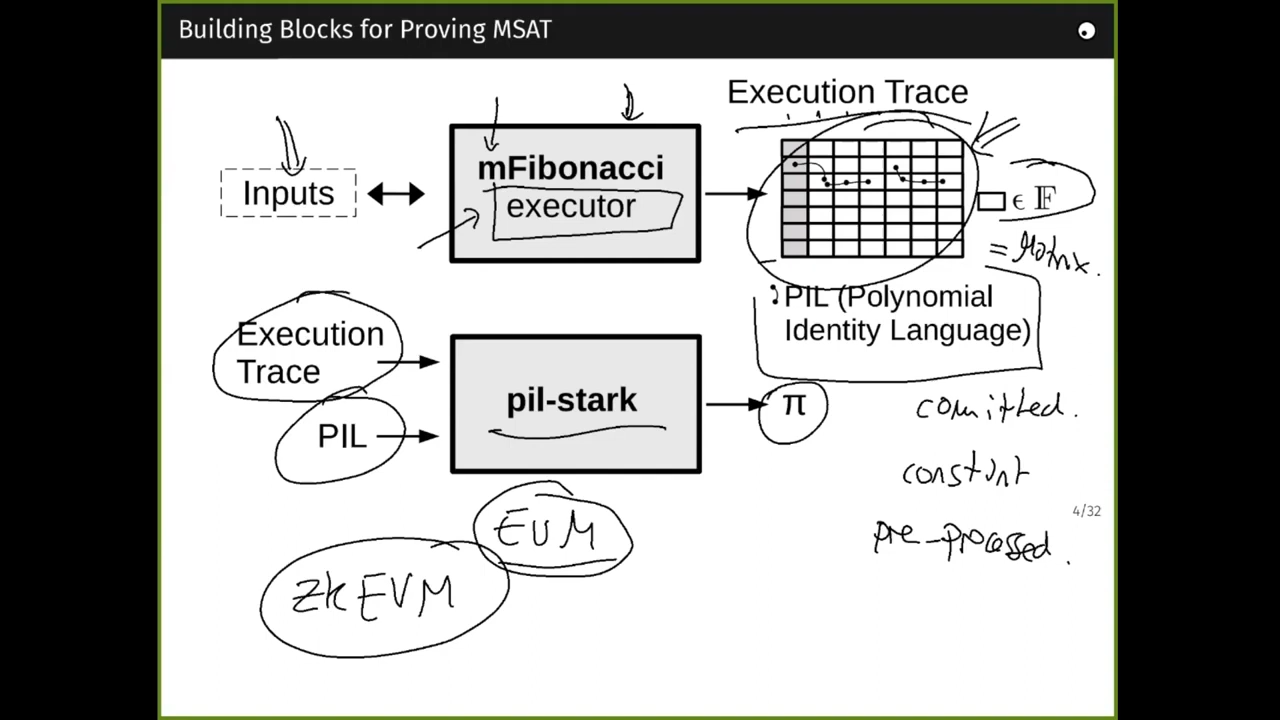 Building Blocks for Proving MSAT
Execution Trace
Inputs
mFibonacci
executor
∈ 𝔽
= Matrix.
PIL (Polynomial
Identity Language)
Execution
Trace
PIL
pil-stark
π
comitted.
constant
pre-processed.
4/32
EVM
zkEVM